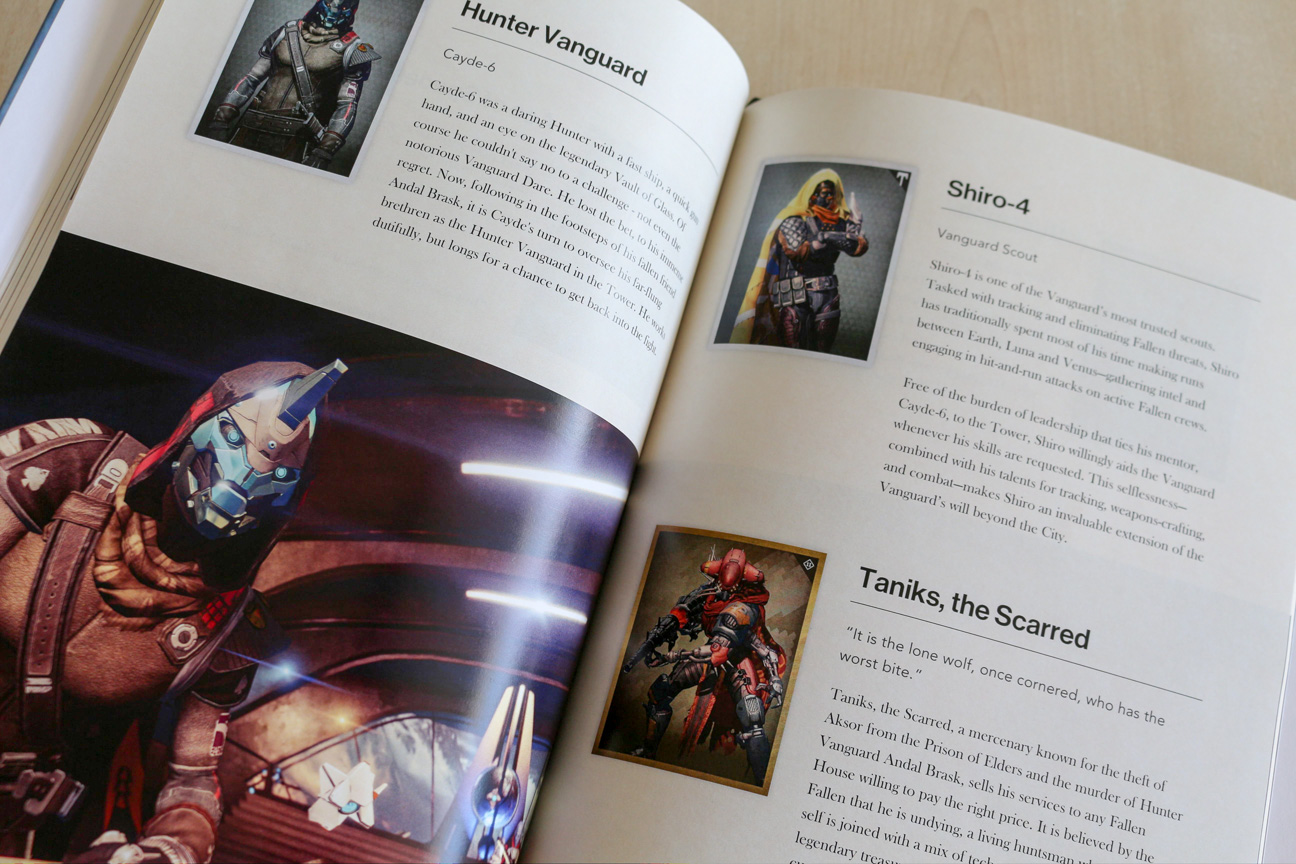 Hunter Vanguard
Cayde-6
Cayde-6 was a daring Hunter with a fast ship, a quick gun
hand, and an eye on the legendary Vault of Glass. Of
course he couldn't say no to a challenge - not even the
notorious Vanguard Dare. He lost the bet, to his immense
regret. Now, following in the footsteps of his fallen friend
Andal Brask, it is Cayde's turn to oversee his far-flung
brethren as the Hunter Vanguard in the Tower. He works
dutifully, but longs for a chance to get back into the fight.
Shiro-4
Vanguard Scout
Shiro-4 is one of the Vanguard's most trusted scouts.
Tasked with tracking and eliminating Fallen threats, Shiro
has traditionally spent most of his time making runs
between Earth, Luna and Venus—gathering intel and
engaging in hit-and-run attacks on active Fallen crews.
Free of the burden of leadership that ties his mentor,
Cayde-6, to the Tower, Shiro willingly aids the Vanguard
whenever his skills are requested. This selflessness—
combined with his talents for tracking, weapons-crafting,
and combat—makes Shiro an invaluable extension of the
Vanguard's will beyond the City.
Taniks, the Scarred
"It is the lone wolf, once cornered, who has the
worst bite."
Taniks, the Scarred, a mercenary known for the theft of
Aksor from the Prison of Elders and the murder of Hunter
Vanguard Andal Brask, sells his services to any Fallen
House willing to pay the right price. It is believed by the
Fallen that he is undying, a living huntsman
self is joined with a mix of tech
legendary treasu